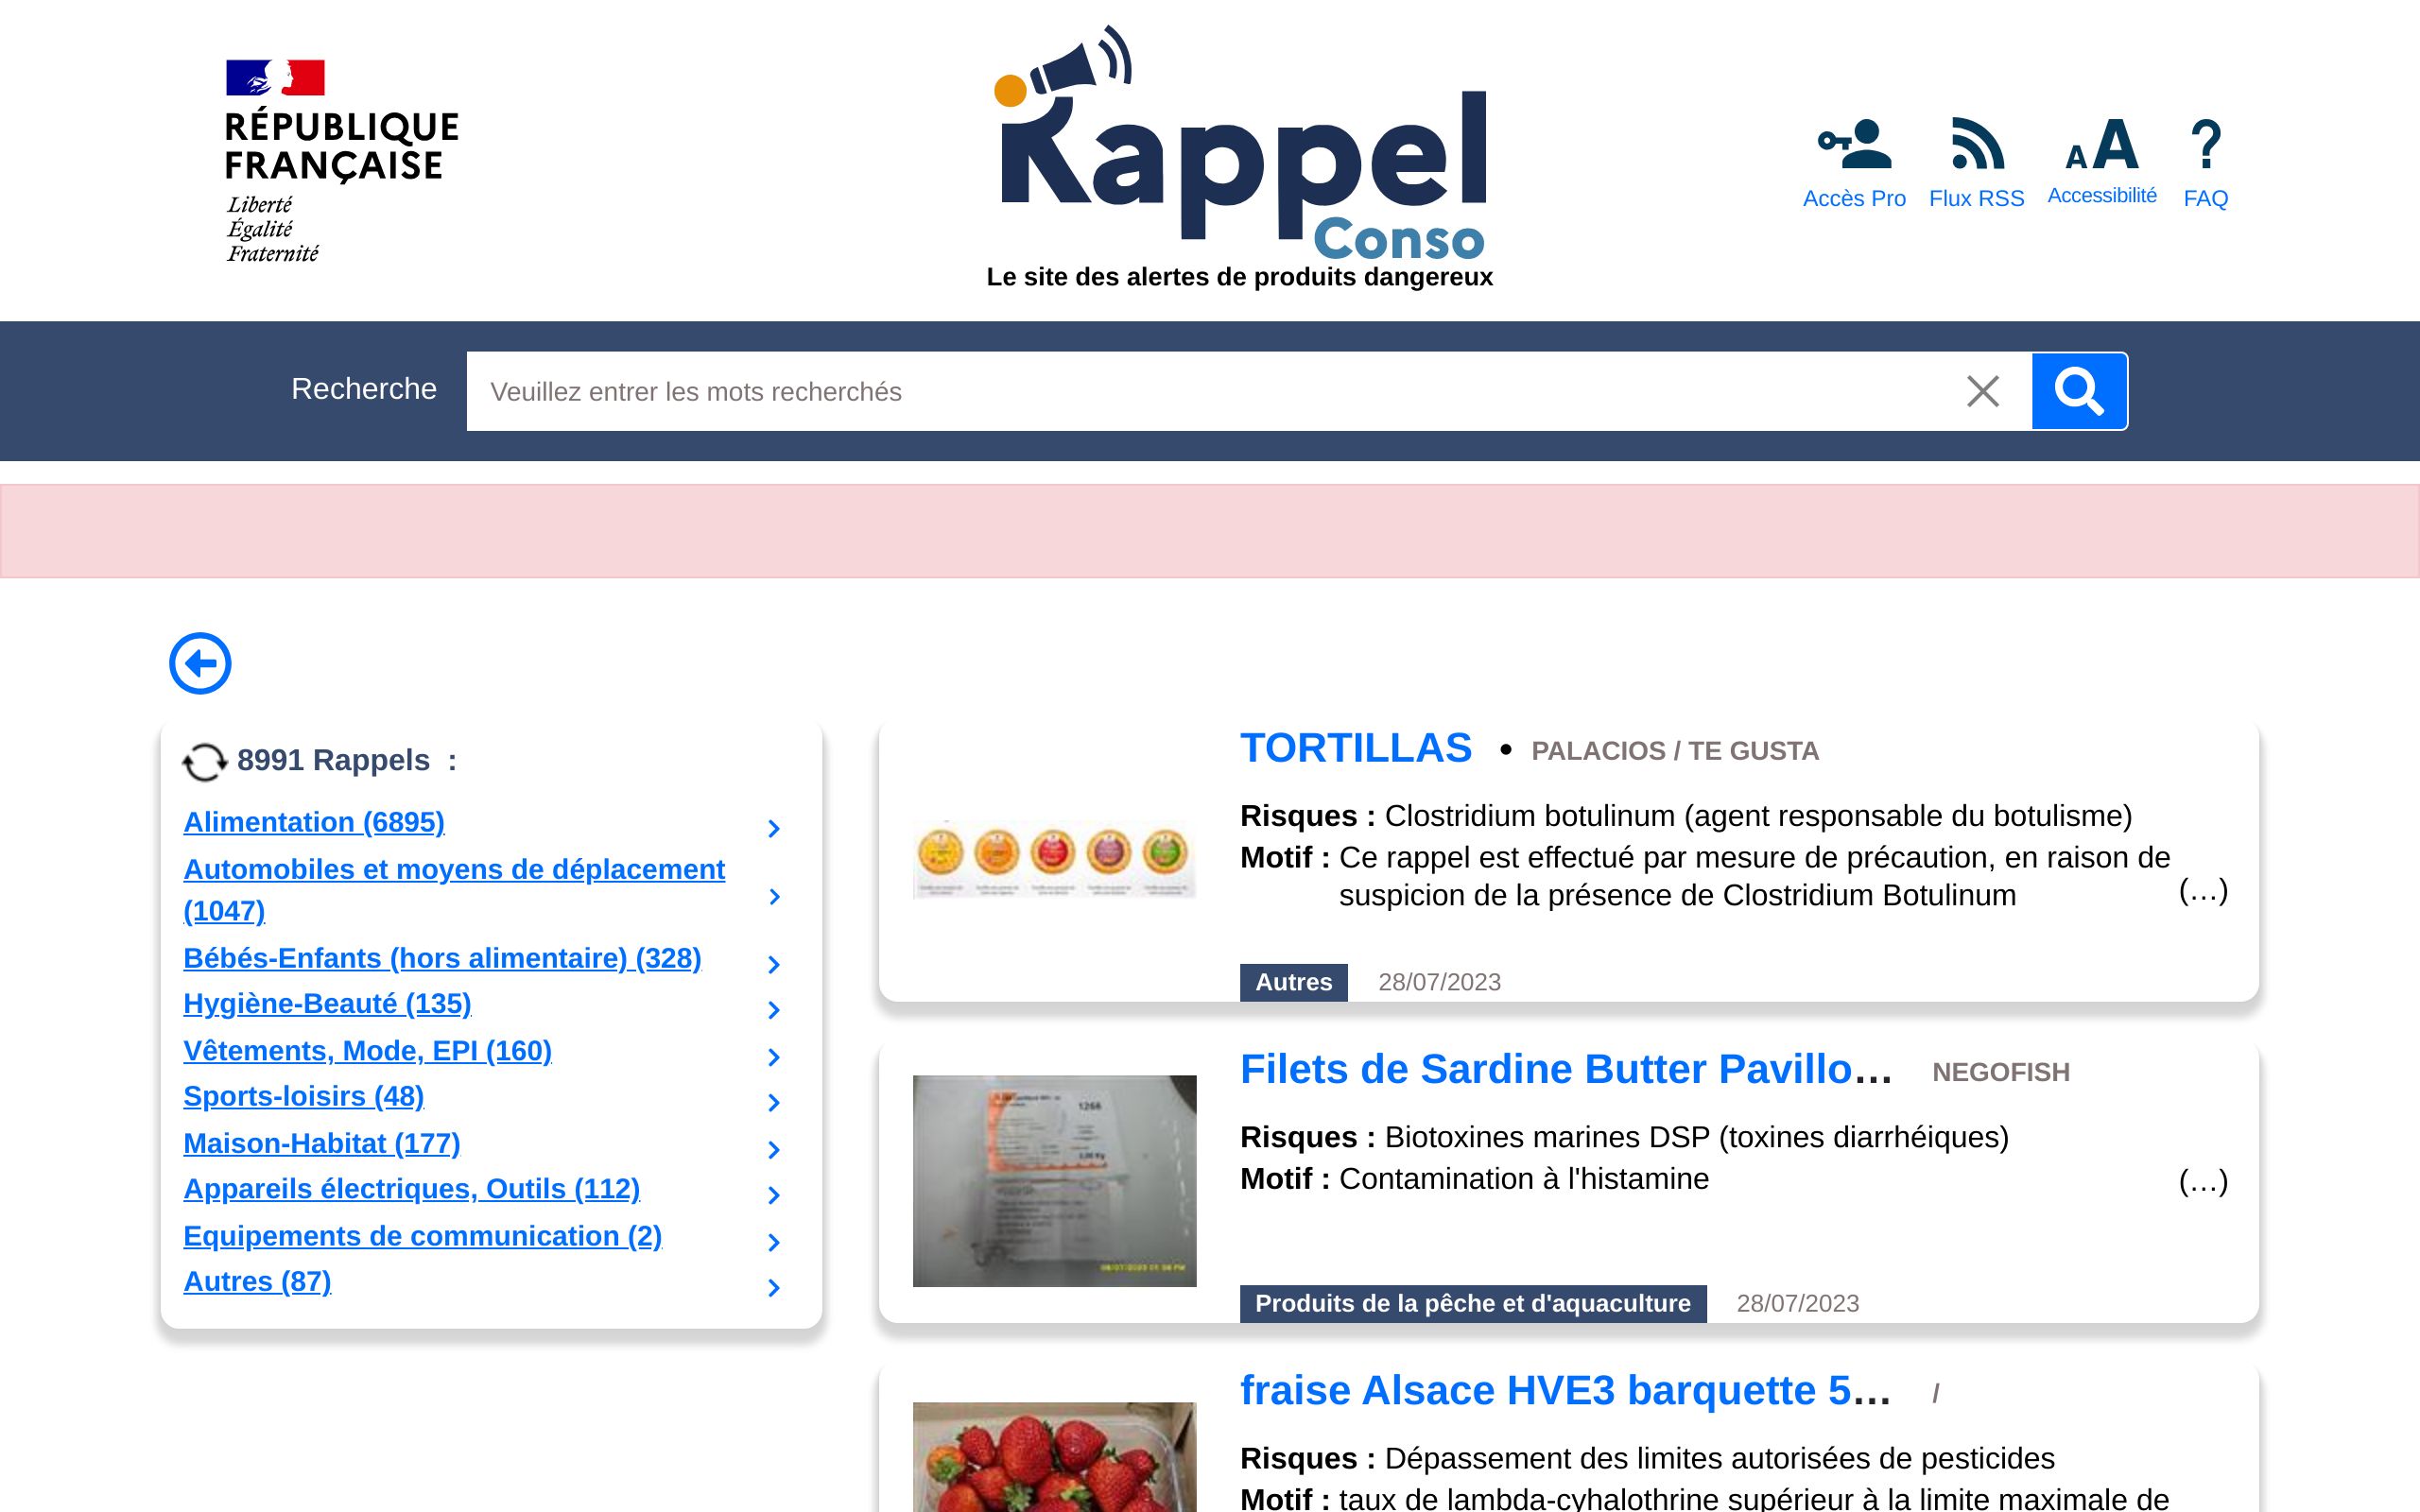 RÉPUBLIQUE
FRANÇAISE
Liberté
Égalité
Fraternité
Rappel
Conso
Le site des alertes de produits dangereux
Accès Pro
Flux RSS
Accessibilité
FAQ
Recherche
Veuillez entrer les mots recherchés
8991 Rappels :
Alimentation (6895)
Automobiles et moyens de déplacement
(1047)
Bébés-Enfants (hors alimentaire) (328)
Hygiène-Beauté (135)
Vêtements, Mode, EPI (160)
Sports-loisirs (48)
Maison-Habitat (177)
Appareils électriques, Outils (112)
Equipements de communication (2)
Autres (87)
TORTILLAS • PALACIOS / TE GUSTA
Risques : Clostridium botulinum (agent responsable du botulisme)
Motif : Ce rappel est effectué par mesure de précaution, en raison de
suspicion de la présence de Clostridium Botulinum (…)
Autres 28/07/2023
Filets de Sardine Butter Pavillo… NEGOFISH
Risques : Biotoxines marines DSP (toxines diarrhéiques)
Motif : Contamination à l'histamine (…)
1266
Produits de la pêche et d'aquaculture 28/07/2023
fraise Alsace HVE3 barquette 5… /
Risques : Dépassement des limites autorisées de pesticides
Motif : taux de lambda-cyhalothrine supérieur à la limite maximale de